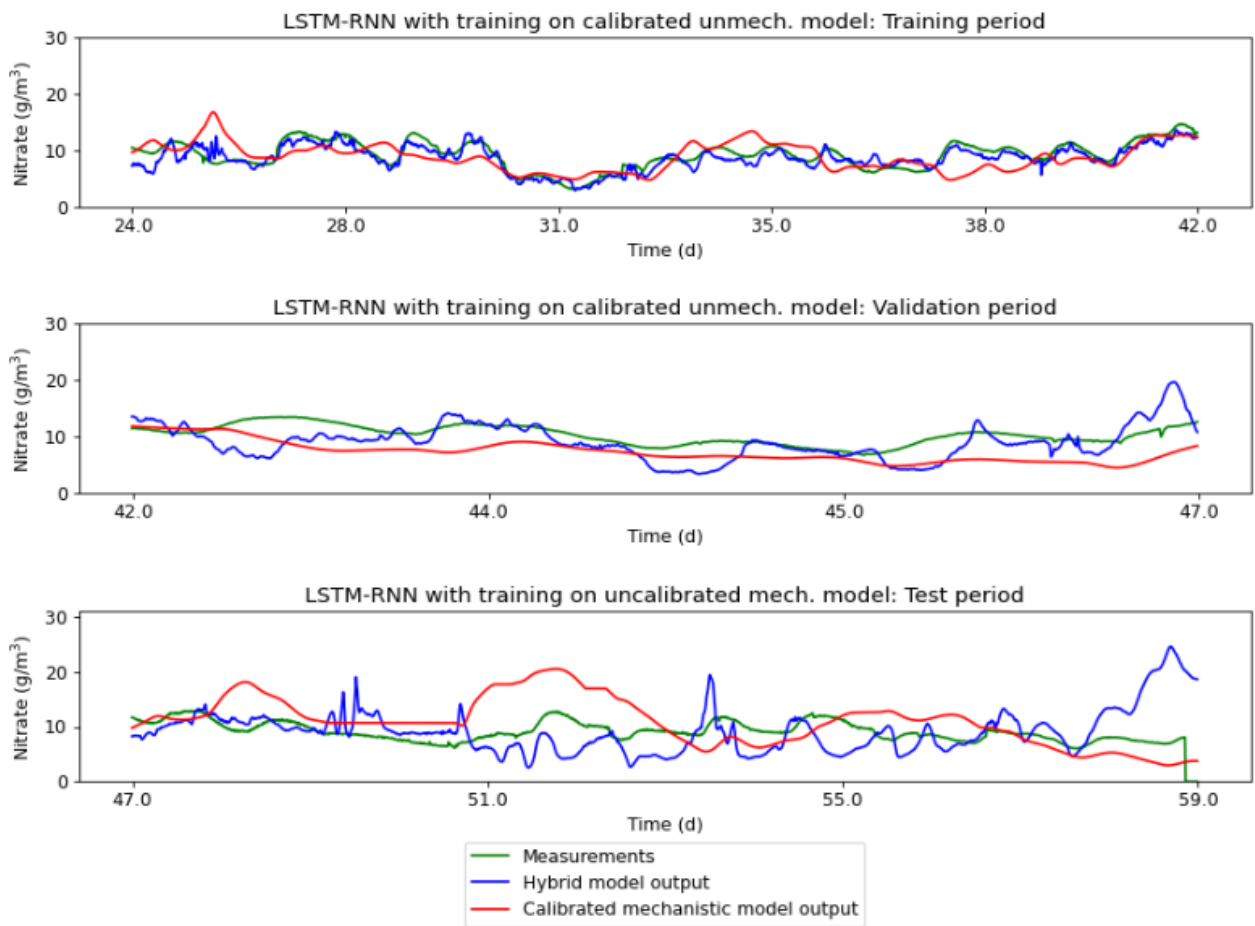 LSTM-RNN with training on calibrated unmech. model: Training period
30
20
10
0
Nitrate (g/m³)
24.0 28.0 31.0 35.0 38.0 42.0
Time (d)
LSTM-RNN with training on calibrated unmech. model: Validation period
30
20
10
0
Nitrate (g/m³)
42.0 44.0 45.0 47.0
Time (d)
LSTM-RNN with training on uncalibrated mech. model: Test period
30
20
10
0
Nitrate (g/m³)
47.0 51.0 55.0 59.0
Time (d)
Measurements
Hybrid model output
Calibrated mechanistic model output